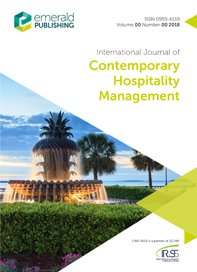 emerald
PUBLISHING
ISSN 0959-6119
Volume 00 Number 00 2018
International Journal of
Contemporary
Hospitality
Management